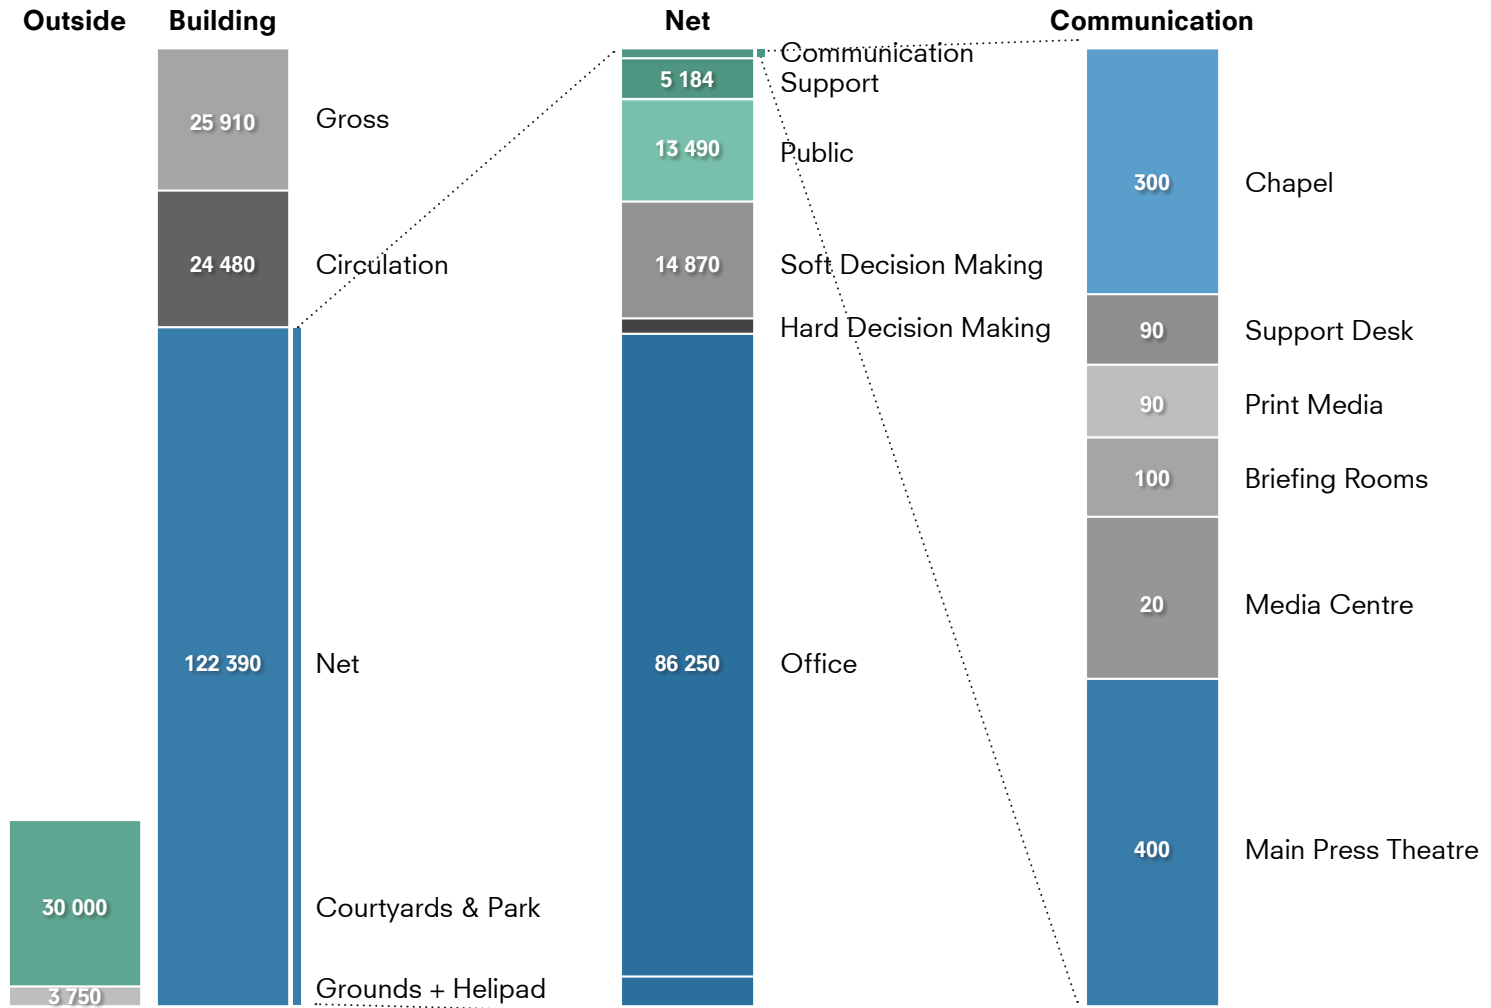 Outside
Building
Net
Communication
25 910
Gross
24 480
Circulation
122 390
Net
30 000
Courtyards & Park
3 750
Grounds + Helipad
Communication
5 184
Support
13 490
Public
14 870
Soft Decision Making
Hard Decision Making
86 250
Office
300
Chapel
90
Support Desk
90
Print Media
100
Briefing Rooms
20
Media Centre
400
Main Press Theatre